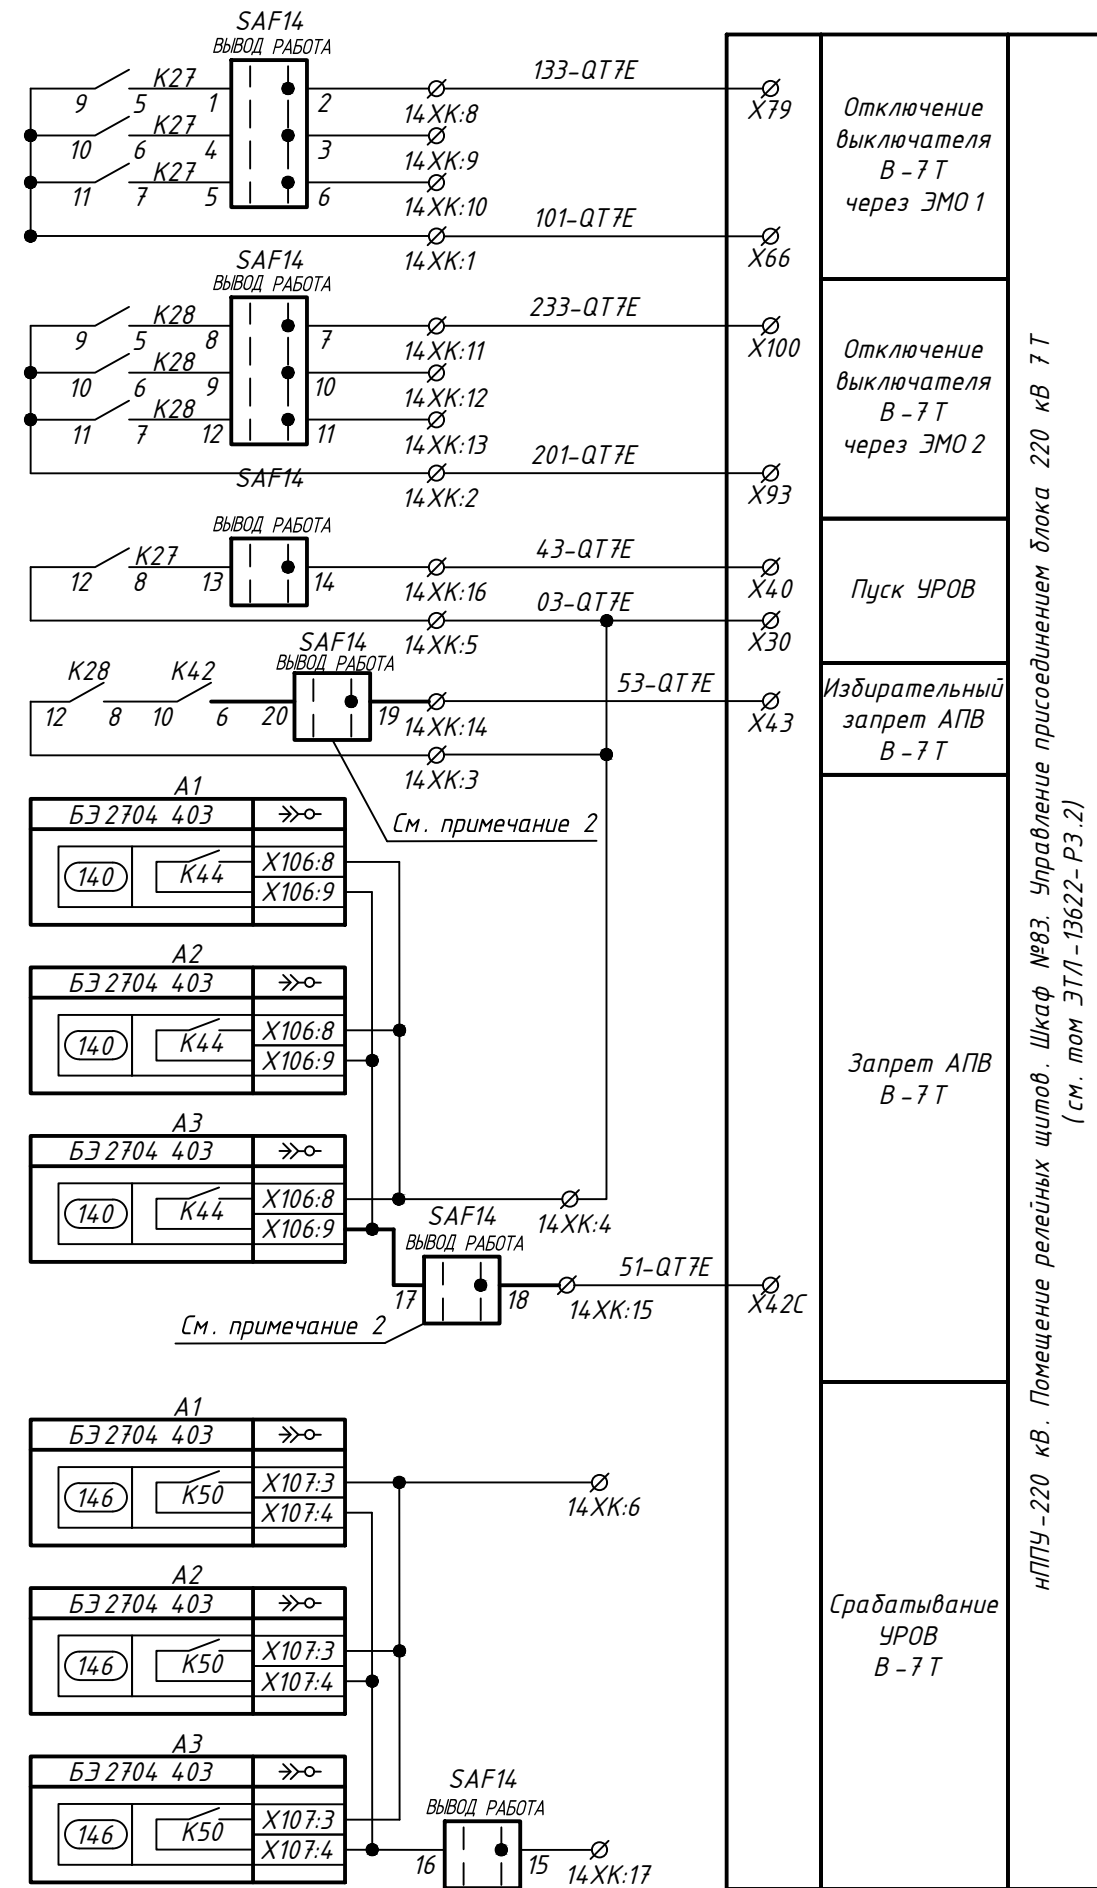 SAF14
ВЫВОД РАБОТА
9 5 K27 1 2 14XK:8 133-QT7E X79
10 6 K27 4 3 14XK:9
11 7 K27 5 6 14XK:10
14XK:1 101-QT7E X66
Отключение
выключателя
В-7Т
через ЭМО1
SAF14
ВЫВОД РАБОТА
9 5 K28 8 7 14XK:11 233-QT7E X100
10 6 K28 9 10 14XK:12
11 7 K28 12 11 14XK:13
14XK:2 201-QT7E X93
Отключение
выключателя
В-7Т
через ЭМО2
SAF14
ВЫВОД РАБОТА
12 8 K27 13 14 14XK:16 43-QT7E X40
14XK:5 03-QT7E X30
Пуск УРОВ
SAF14
ВЫВОД РАБОТА
K28 K42
12 8 10 6 20 19 14XK:14 53-QT7E X43
14XK:3
Избирательный
запрет АПВ
В-7Т
См. примечание 2
A1
БЭ2704 403
140 K44 X106:8
X106:9
A2
БЭ2704 403
140 K44 X106:8
X106:9
A3
БЭ2704 403
140 K44 X106:8
X106:9
14XK:4
SAF14
ВЫВОД РАБОТА
17 18 14XK:15 51-QT7E X42C
См. примечание 2
Запрет АПВ
В-7Т
A1
БЭ2704 403
146 K50 X107:3
X107:4
14XK:6
A2
БЭ2704 403
146 K50 X107:3
X107:4
A3
БЭ2704 403
146 K50 X107:3
X107:4
SAF14
ВЫВОД РАБОТА
16 15 14XK:17
Срабатывание
УРОВ
В-7Т
нППУ-220 кВ. Помещение релейных щитов. Шкаф №83. Управление присоединением блока 220 кВ 7Т
(см. том ЭТЛ-13622-РЗ.2)